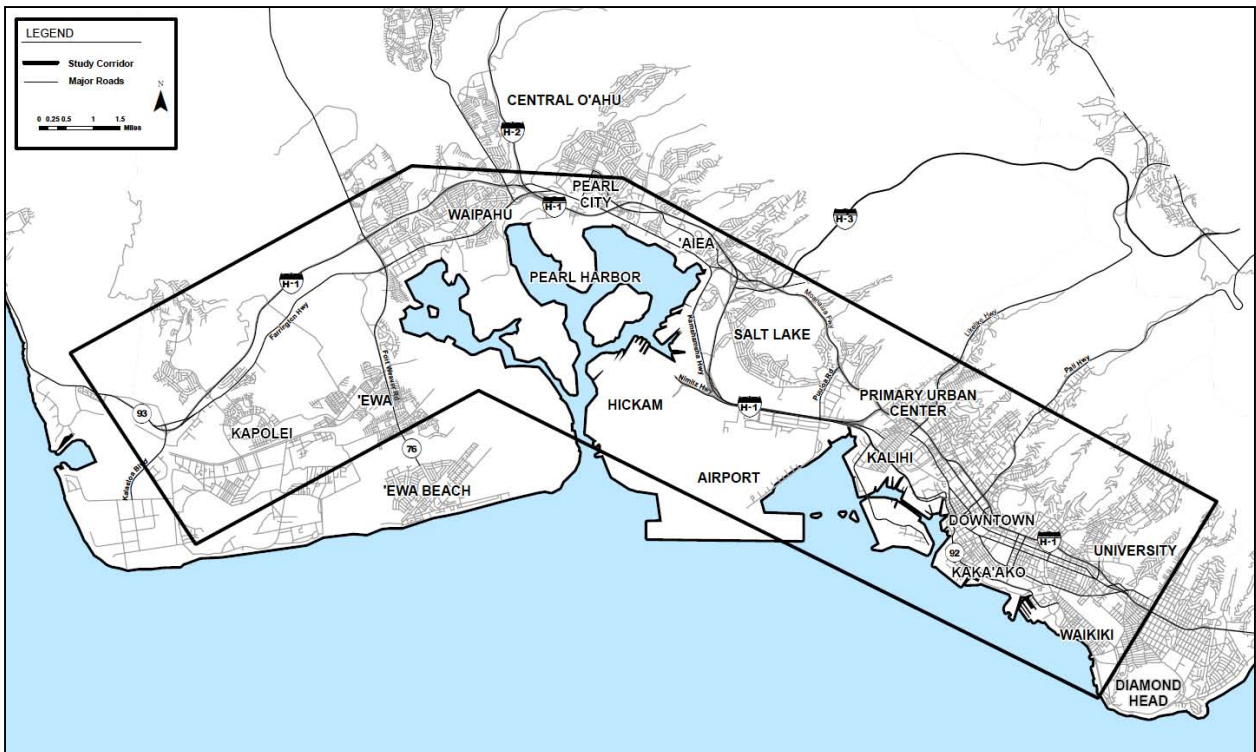 LEGEND
Study Corridor
Major Roads
N
0 0.25 0.5 1 1.5
Miles
CENTRAL O'AHU
H-2
PEARL
CITY
H-1
WAIPAHU
H-3
'AIEA
PEARL HARBOR
H-1
Farrington Hwy
Moanalua Hwy
Kamehameha Hwy
SALT LAKE
Likelike Hwy
Pali Hwy
Fort Weaver Rd
Nimitz Hwy
Puuloa Rd
PRIMARY URBAN
CENTER
'EWA
HICKAM
H-1
93
KAPOLEI
76
KALIHI
Kalaeloa Blvd
AIRPORT
'EWA BEACH
DOWNTOWN
H-1
UNIVERSITY
92
KAKA'AKO
WAIKIKI
DIAMOND
HEAD